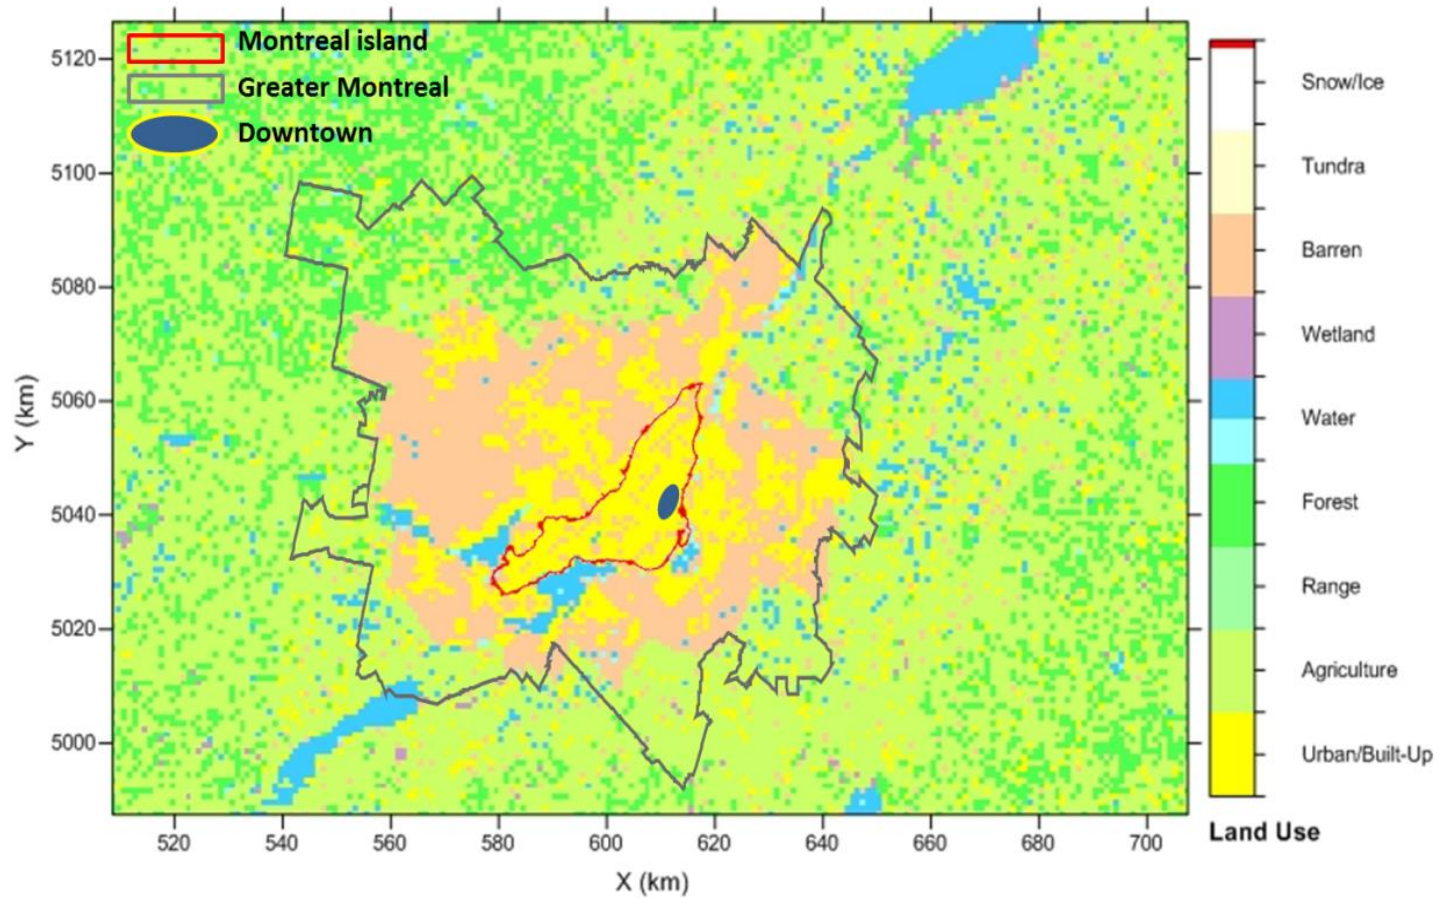 Montreal island
Greater Montreal
Downtown
5120
5100
5080
5060
5040
5020
5000
Y (km)
520 540 560 580 600 620 640 660 680 700
X (km)
Snow/Ice
Tundra
Barren
Wetland
Water
Forest
Range
Agriculture
Urban/Built-Up
Land Use